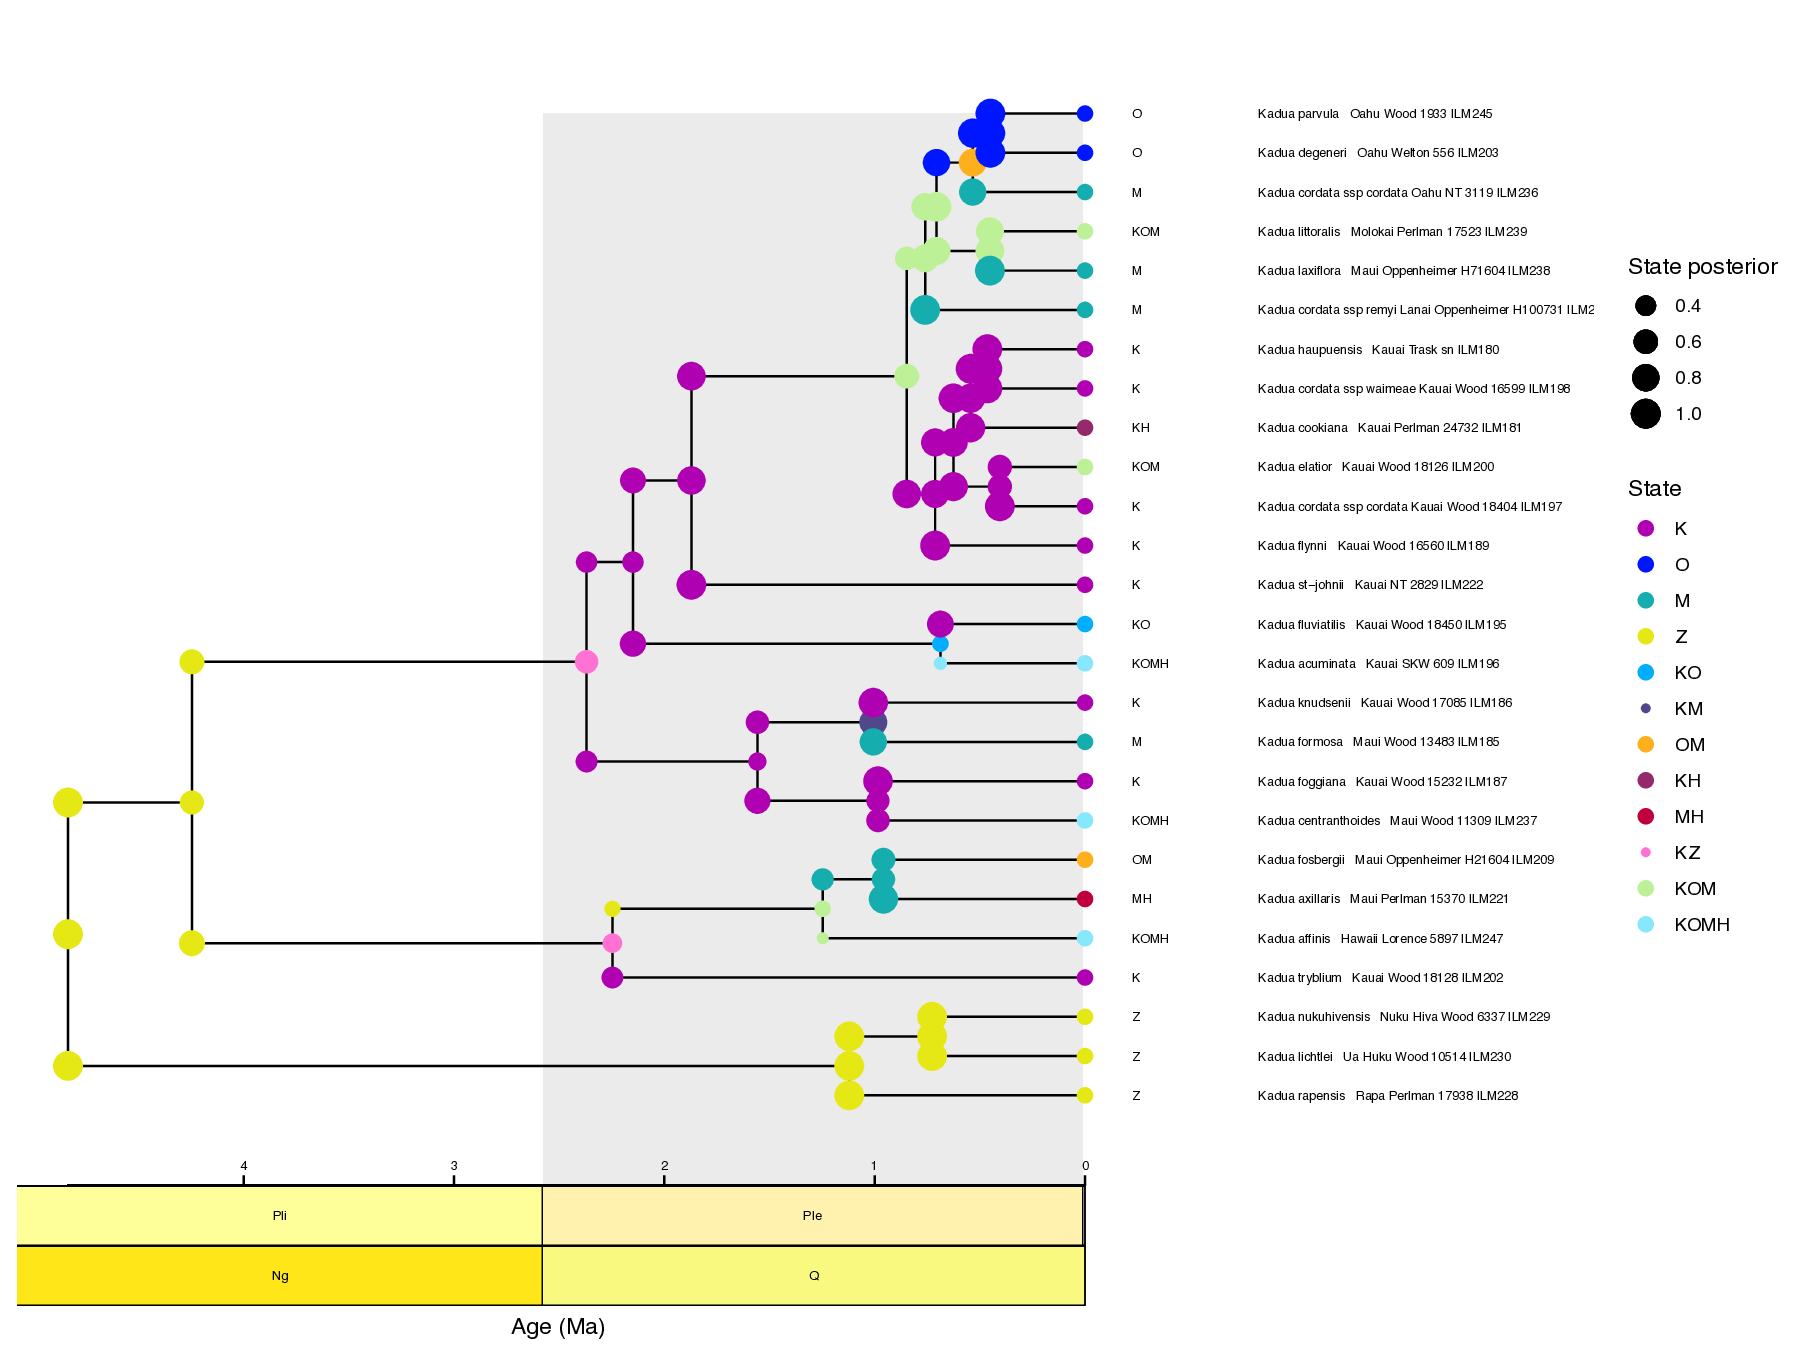 O Kadua parvula Oahu Wood 1933 ILM245
O Kadua degeneri Oahu Welton 556 ILM203
M Kadua cordata ssp cordata Oahu NT 3119 ILM236
KOM Kadua littoralis Molokai Perlman 17523 ILM239
M Kadua laxiflora Maui Oppenheimer H71604 ILM238
M Kadua cordata ssp remyi Lanai Oppenheimer H100731 ILM2
K Kadua haupuensis Kauai Trask sn ILM180
K Kadua cordata ssp waimeae Kauai Wood 16599 ILM198
KH Kadua cookiana Kauai Perlman 24732 ILM181
KOM Kadua elatior Kauai Wood 18126 ILM200
K Kadua cordata ssp cordata Kauai Wood 18404 ILM197
K Kadua flynni Kauai Wood 16560 ILM189
K Kadua st–johnii Kauai NT 2829 ILM222
KO Kadua fluviatilis Kauai Wood 18450 ILM195
KOMH Kadua acuminata Kauai SKW 609 ILM196
K Kadua knudsenii Kauai Wood 17085 ILM186
M Kadua formosa Maui Wood 13483 ILM185
K Kadua foggiana Kauai Wood 15232 ILM187
KOMH Kadua centranthoides Maui Wood 11309 ILM237
OM Kadua fosbergii Maui Oppenheimer H21604 ILM209
MH Kadua axillaris Maui Perlman 15370 ILM221
KOMH Kadua affinis Hawaii Lorence 5897 ILM247
K Kadua tryblium Kauai Wood 18128 ILM202
Z Kadua nukuhivensis Nuku Hiva Wood 6337 ILM229
Z Kadua lichtlei Ua Huku Wood 10514 ILM230
Z Kadua rapensis Rapa Perlman 17938 ILM228
4 3 2 1 0
Pli Ple
Ng Q
Age (Ma)
State posterior
0.4
0.6
0.8
1.0
State
K
O
M
Z
KO
KM
OM
KH
MH
KZ
KOM
KOMH